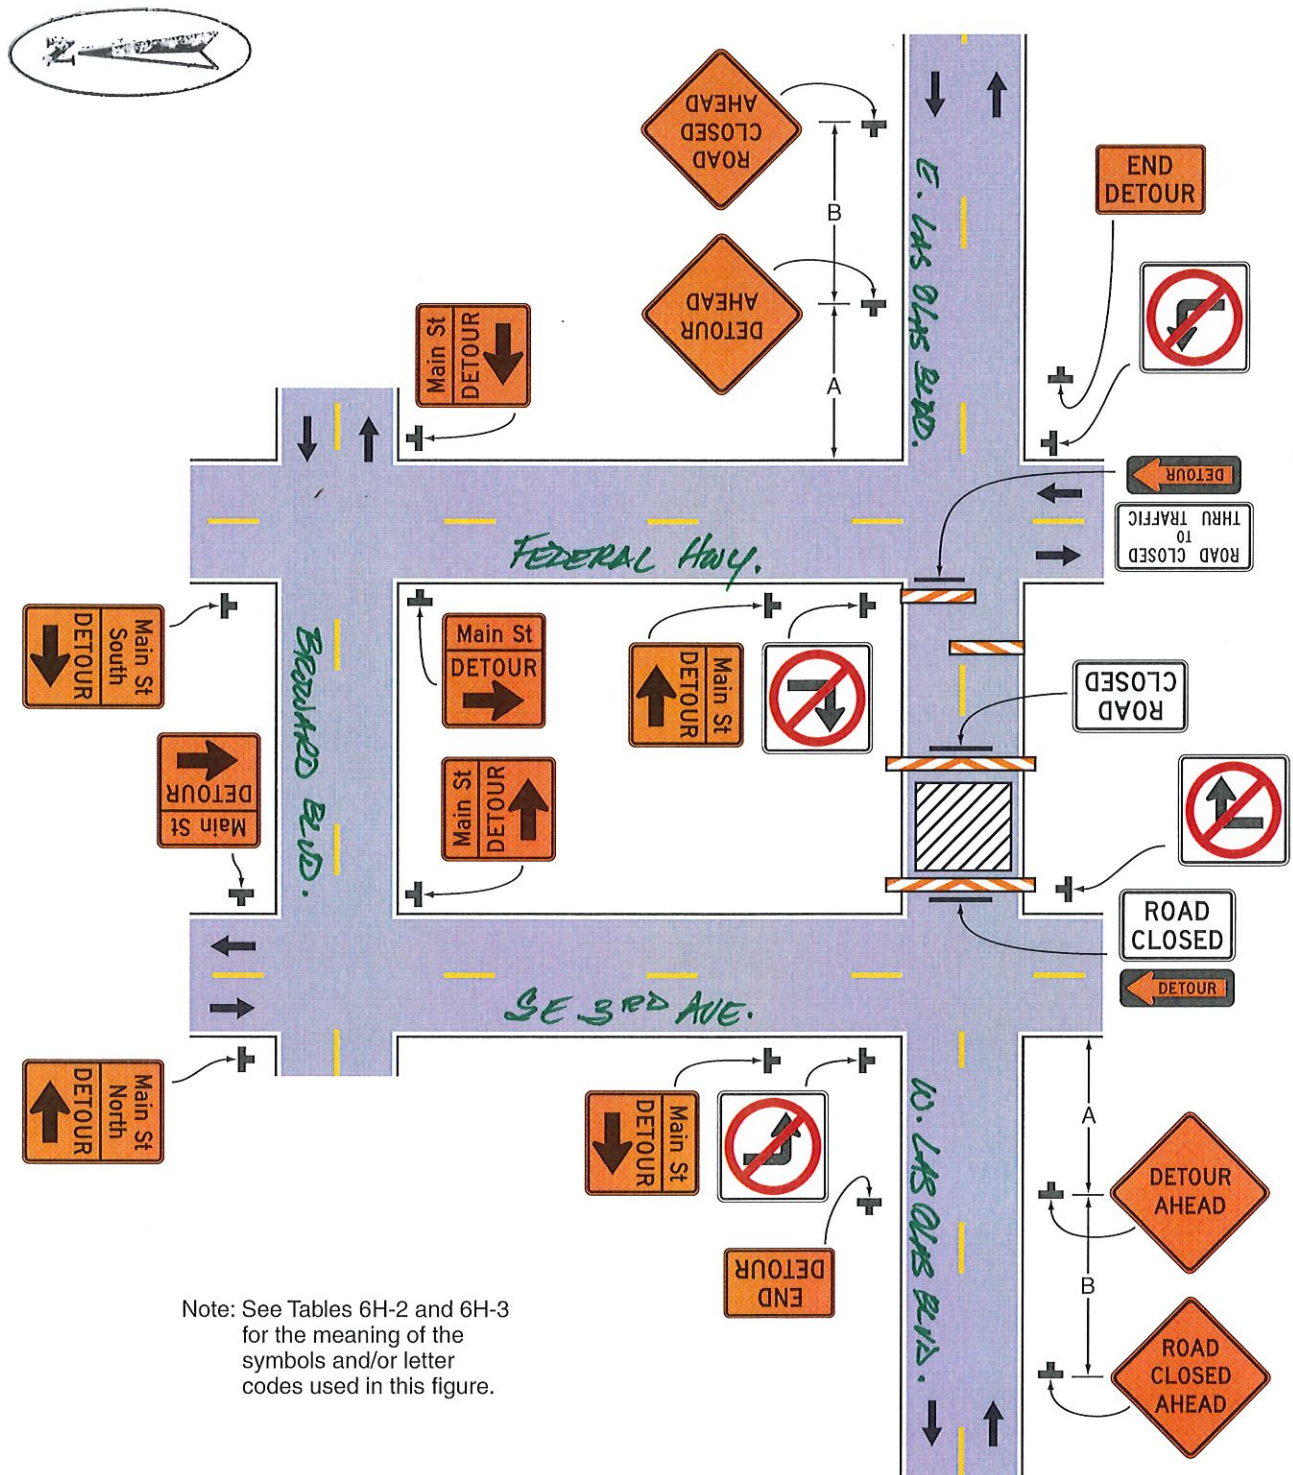 N
ROAD
CLOSED
AHEAD
B
DETOUR
AHEAD
A
E. LAS OLAS BLVD.
END
DETOUR
Main St
DETOUR
DETOUR
ROAD CLOSED
TO
THRU TRAFFIC
FEDERAL HWY.
Main St
South
DETOUR
Main St
DETOUR
Main St
DETOUR
ROAD
CLOSED
BROWARD BLVD.
Main St
DETOUR
Main St
DETOUR
ROAD
CLOSED
DETOUR
SE 3RD AVE.
Main St
North
DETOUR
Main St
DETOUR
W. LAS OLAS BLVD.
A
DETOUR
AHEAD
B
END
DETOUR
ROAD
CLOSED
AHEAD
Note: See Tables 6H-2 and 6H-3
for the meaning of the
symbols and/or letter
codes used in this figure.